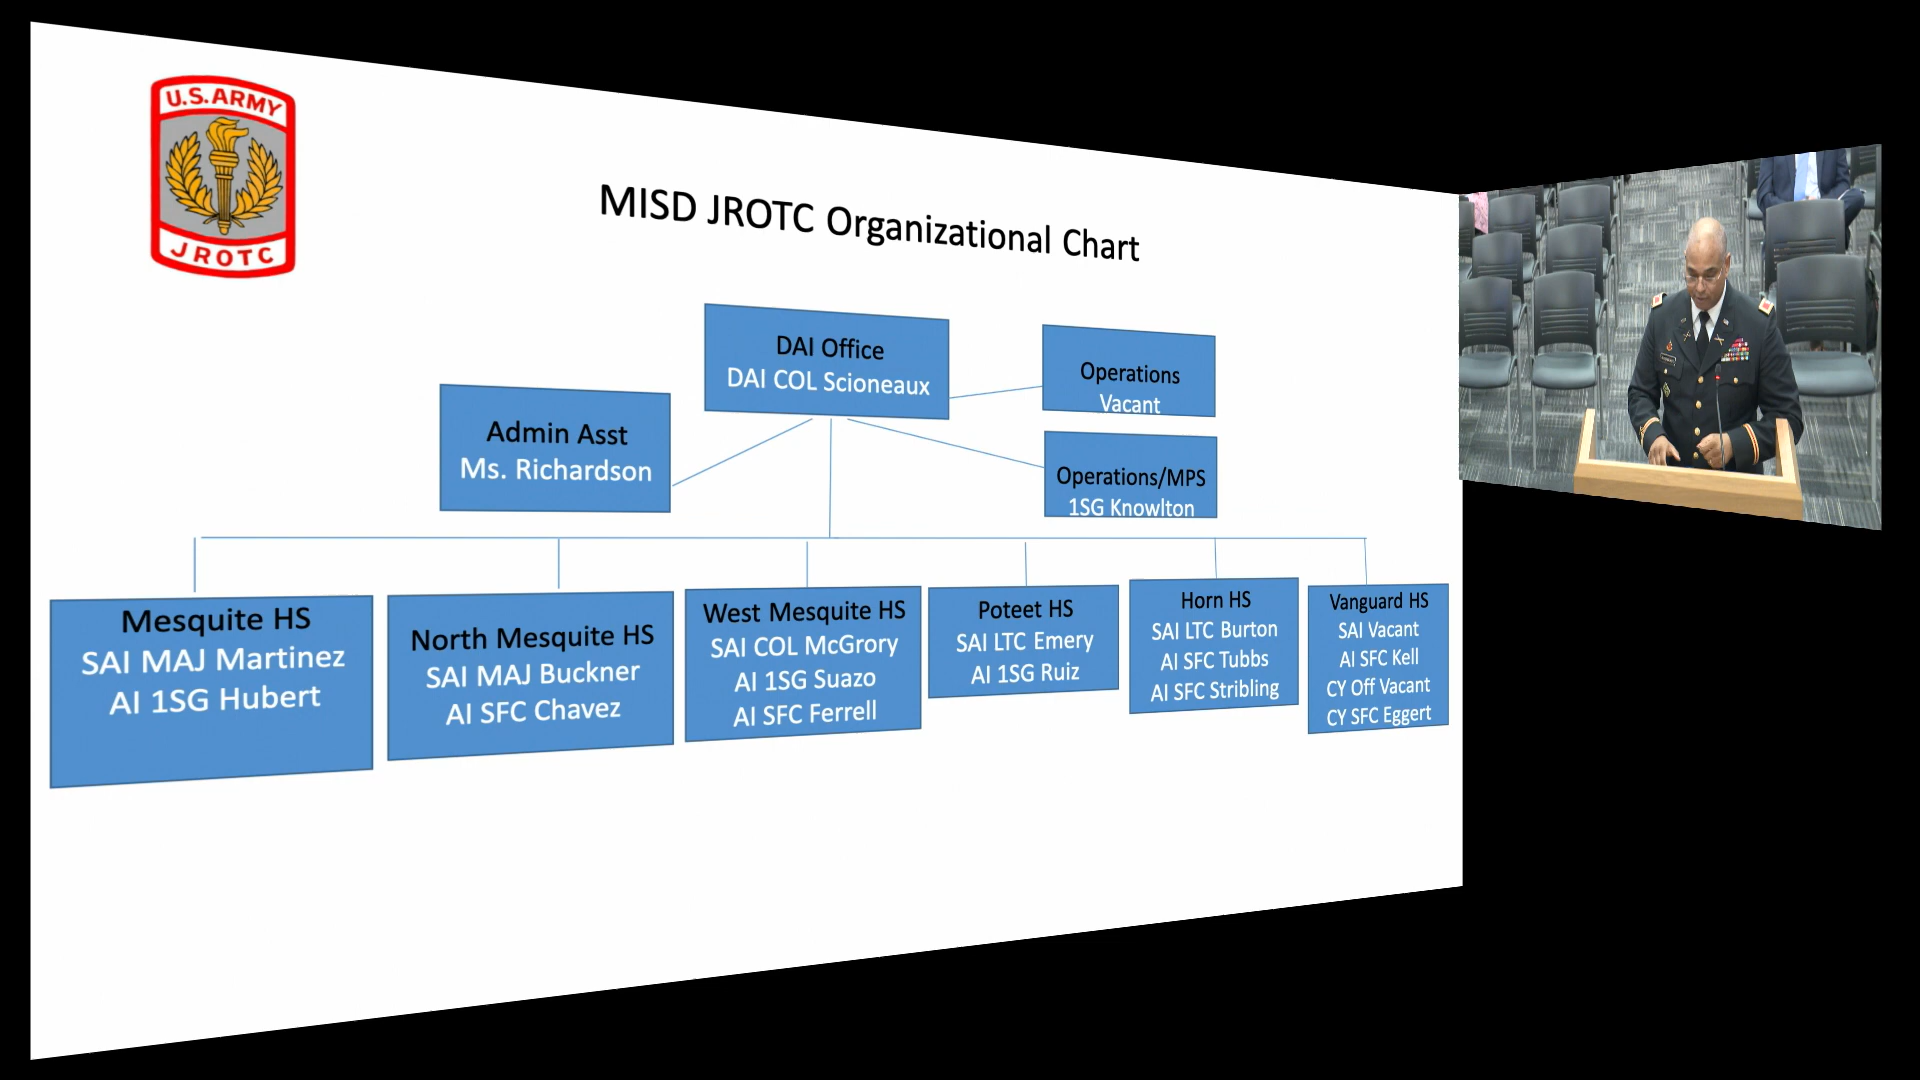 U.S. ARMY
JROTC
MISD JROTC Organizational Chart
DAI Office
DAI COL Scioneaux
Operations
Vacant
Admin Asst
Ms. Richardson
Operations/MPS
1SG Knowlton
Mesquite HS
SAI MAJ Martinez
AI 1SG Hubert
North Mesquite HS
SAI MAJ Buckner
AI SFC Chavez
West Mesquite HS
SAI COL McGrory
AI 1SG Suazo
AI SFC Ferrell
Poteet HS
SAI LTC Emery
AI 1SG Ruiz
Horn HS
SAI LTC Burton
AI SFC Tubbs
AI SFC Stribling
Vanguard HS
SAI Vacant
AI SFC Kell
CY Off Vacant
CY SFC Eggert